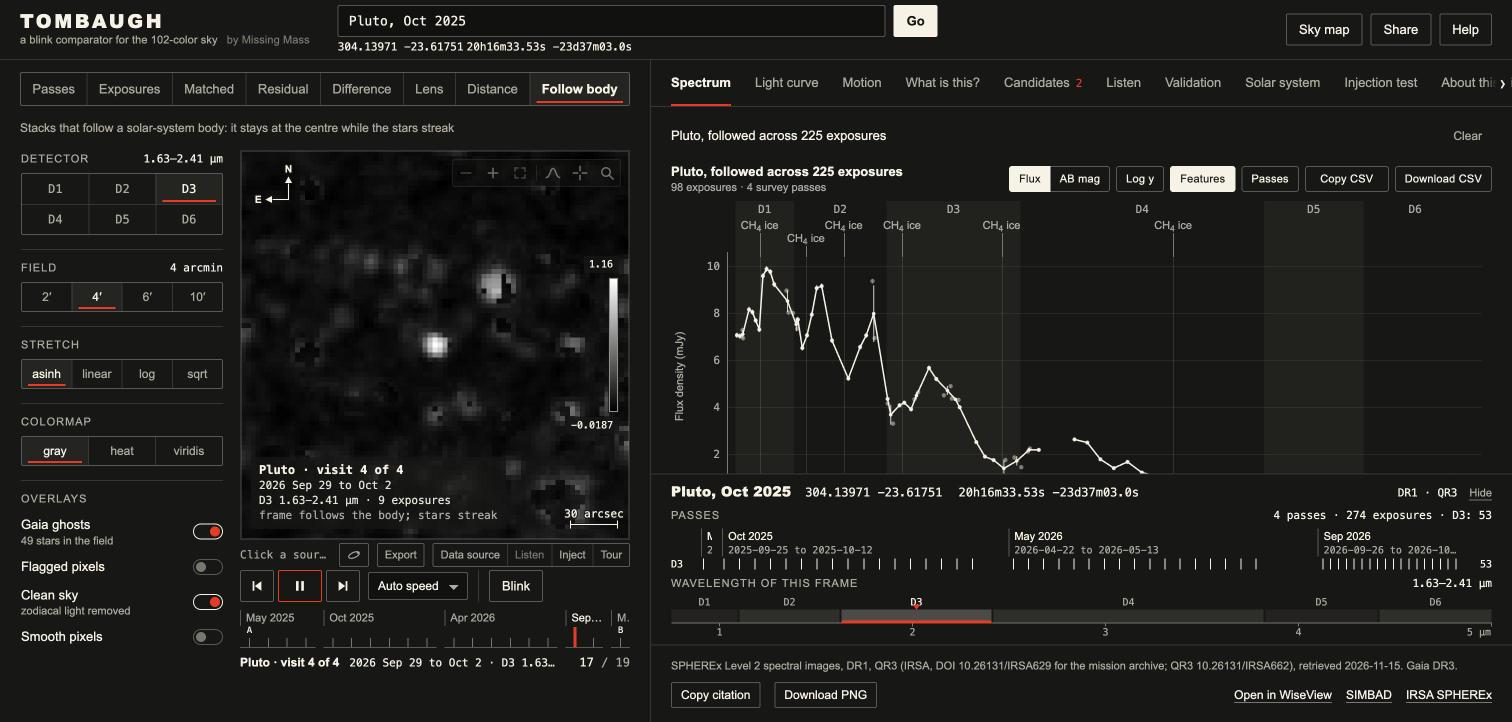 TOMBAUGH
a blink comparator for the 102-color sky by Missing Mass
Pluto, Oct 2025
Go
304.13971 -23.61751 20h16m33.53s -23d37m03.0s
Sky map Share Help
Passes Exposures Matched Residual Difference Lens Distance Follow body
Stacks that follow a solar-system body: it stays at the centre while the stars streak
DETECTOR 1.63–2.41 µm
D1 D2 D3
D4 D5 D6
FIELD 4 arcmin
2′ 4′ 6′ 10′
STRETCH
asinh linear log sqrt
COLORMAP
gray heat viridis
OVERLAYS
Gaia ghosts
49 stars in the field
Flagged pixels
Clean sky
zodiacal light removed
Smooth pixels
N
E
1.16
-0.0187
Pluto · visit 4 of 4
2026 Sep 29 to Oct 2
D3 1.63–2.41 µm · 9 exposures
frame follows the body; stars streak
30 arcsec
Click a sour… Export Data source Listen Inject Tour
Auto speed Blink
May 2025 Oct 2025 Apr 2026 Sep… M.
A B
Pluto · visit 4 of 4 2026 Sep 29 to Oct 2 · D3 1.63… 17 / 19
Spectrum Light curve Motion What is this? Candidates 2 Listen Validation Solar system Injection test About this
Pluto, followed across 225 exposures Clear
Pluto, followed across 225 exposures
98 exposures · 4 survey passes
Flux AB mag Log y Features Passes Copy CSV Download CSV
D1 D2 D3 D4 D5 D6
CH4 ice CH4 ice CH4 ice CH4 ice CH4 ice
CH4 ice
Flux density (mJy)
10
8
6
4
2
Pluto, Oct 2025 304.13971 -23.61751 20h16m33.53s -23d37m03.0s DR1 · QR3 Hide
PASSES 4 passes · 274 exposures · D3: 53
Oct 2025 May 2026 Sep 2026
2 2025-09-25 to 2025-10-12 2026-04-22 to 2026-05-13 2026-09-26 to 2026-10…
D3 53
WAVELENGTH OF THIS FRAME 1.63–2.41 µm
D1 D2 D3 D4 D5 D6
1 2 3 4 5 µm
SPHEREx Level 2 spectral images, DR1, QR3 (IRSA, DOI 10.26131/IRSA629 for the mission archive; QR3 10.26131/IRSA662), retrieved 2026-11-15. Gaia DR3.
Copy citation Download PNG Open in WiseView SIMBAD IRSA SPHEREx